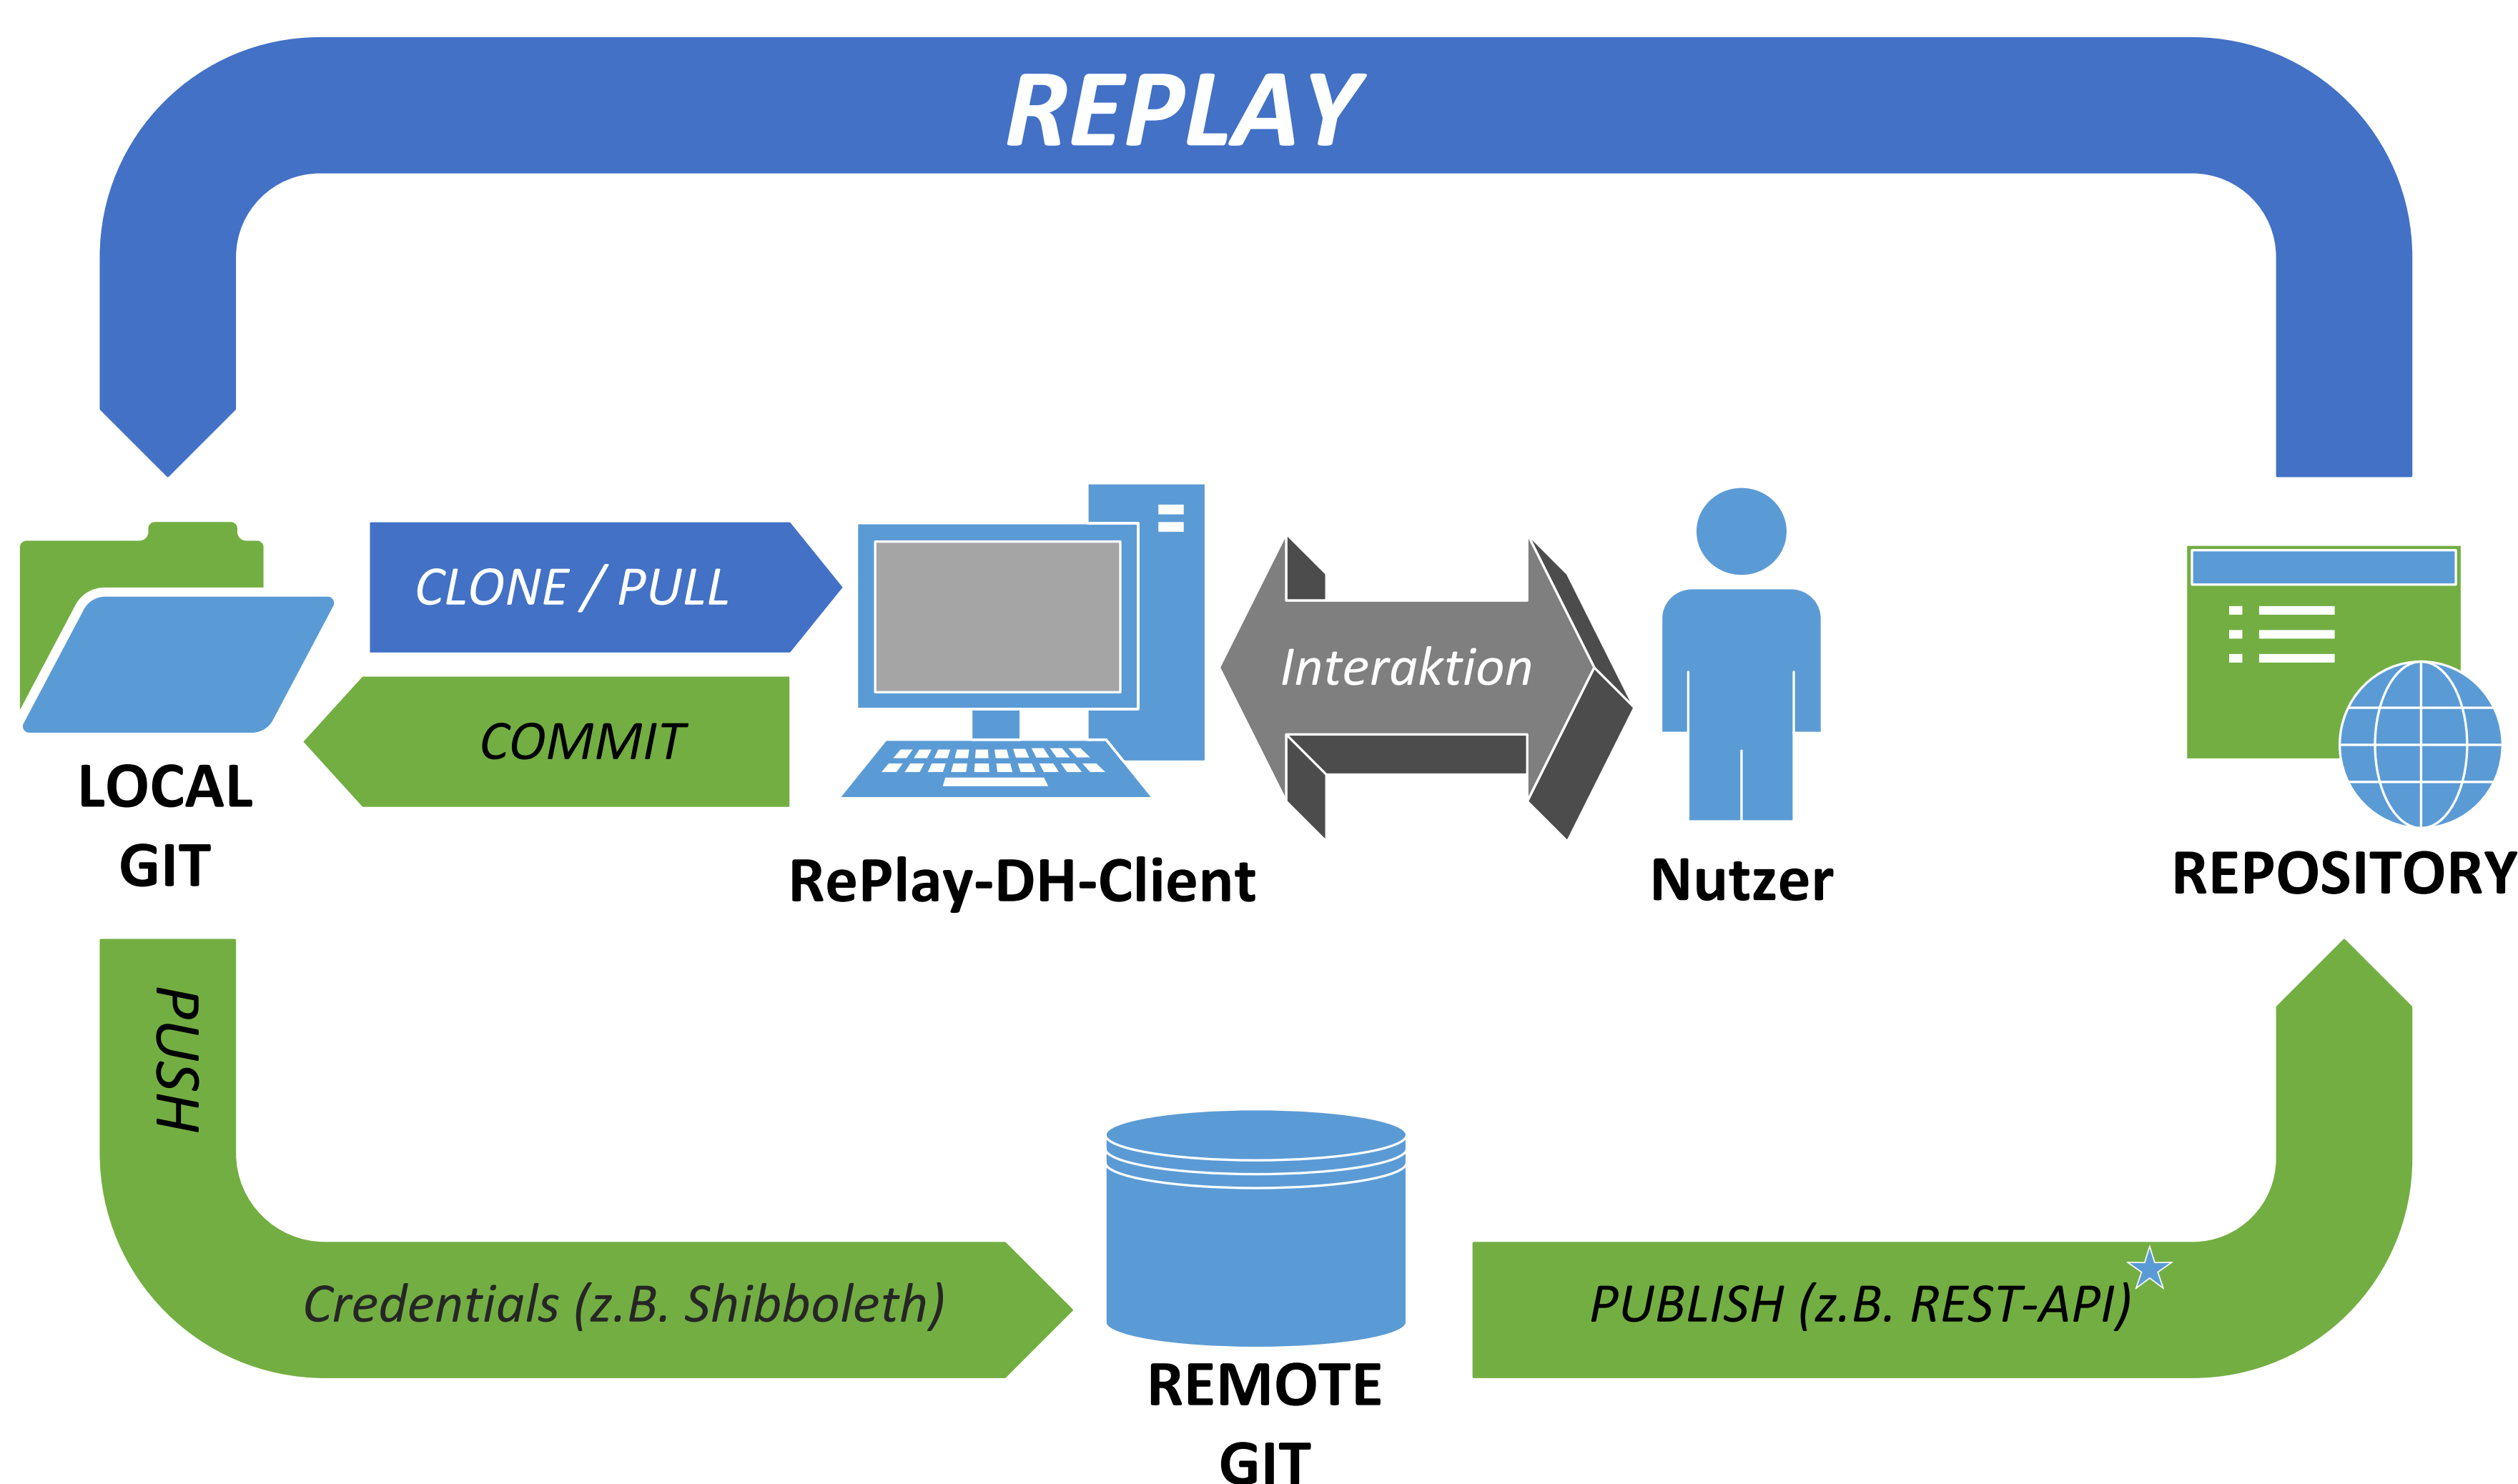 REPLAY
CLONE / PULL
COMMIT
Interaktion
LOCAL
GIT
RePlay-DH-Client
Nutzer
REPOSITORY
PUSH
Credentials (z.B. Shibboleth)
PUBLISH (z.B. REST-API)
REMOTE
GIT